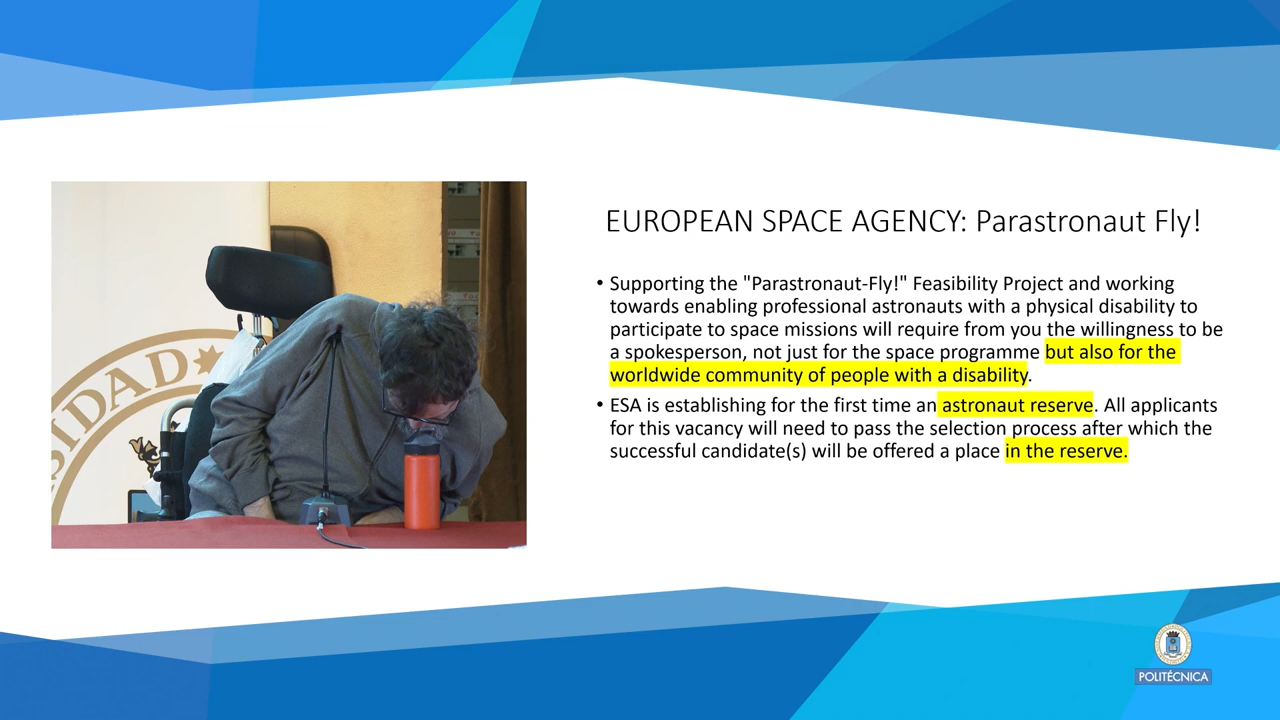 EUROPEAN SPACE AGENCY: Parastronaut Fly!
• Supporting the "Parastronaut-Fly!" Feasibility Project and working
towards enabling professional astronauts with a physical disability to
participate to space missions will require from you the willingness to be
a spokesperson, not just for the space programme but also for the
worldwide community of people with a disability.
• ESA is establishing for the first time an astronaut reserve. All applicants
for this vacancy will need to pass the selection process after which the
successful candidate(s) will be offered a place in the reserve.
SIDAD
POLITÉCNICA